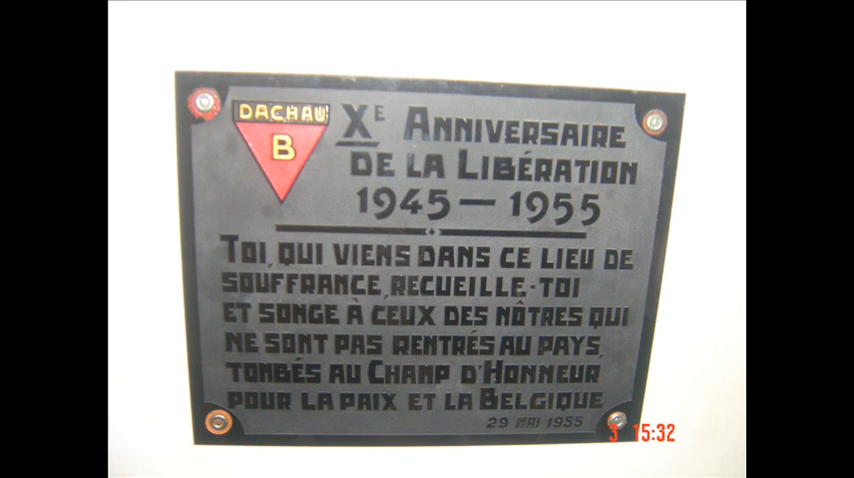 DACHAU
B
Xᴱ ANNIVERSAIRE
DE LA LIBÉRATION
1945 — 1955
TOI, QUI VIENS DANS CE LIEU DE
SOUFFRANCE, RECUEILLE-TOI
ET SONGE À CEUX DES NÔTRES QUI
NE SONT PAS RENTRÉS AU PAYS,
TOMBÉS AU CHAMP D'HONNEUR
POUR LA PAIX ET LA BELGIQUE
29 MAI 1955
3 15:32